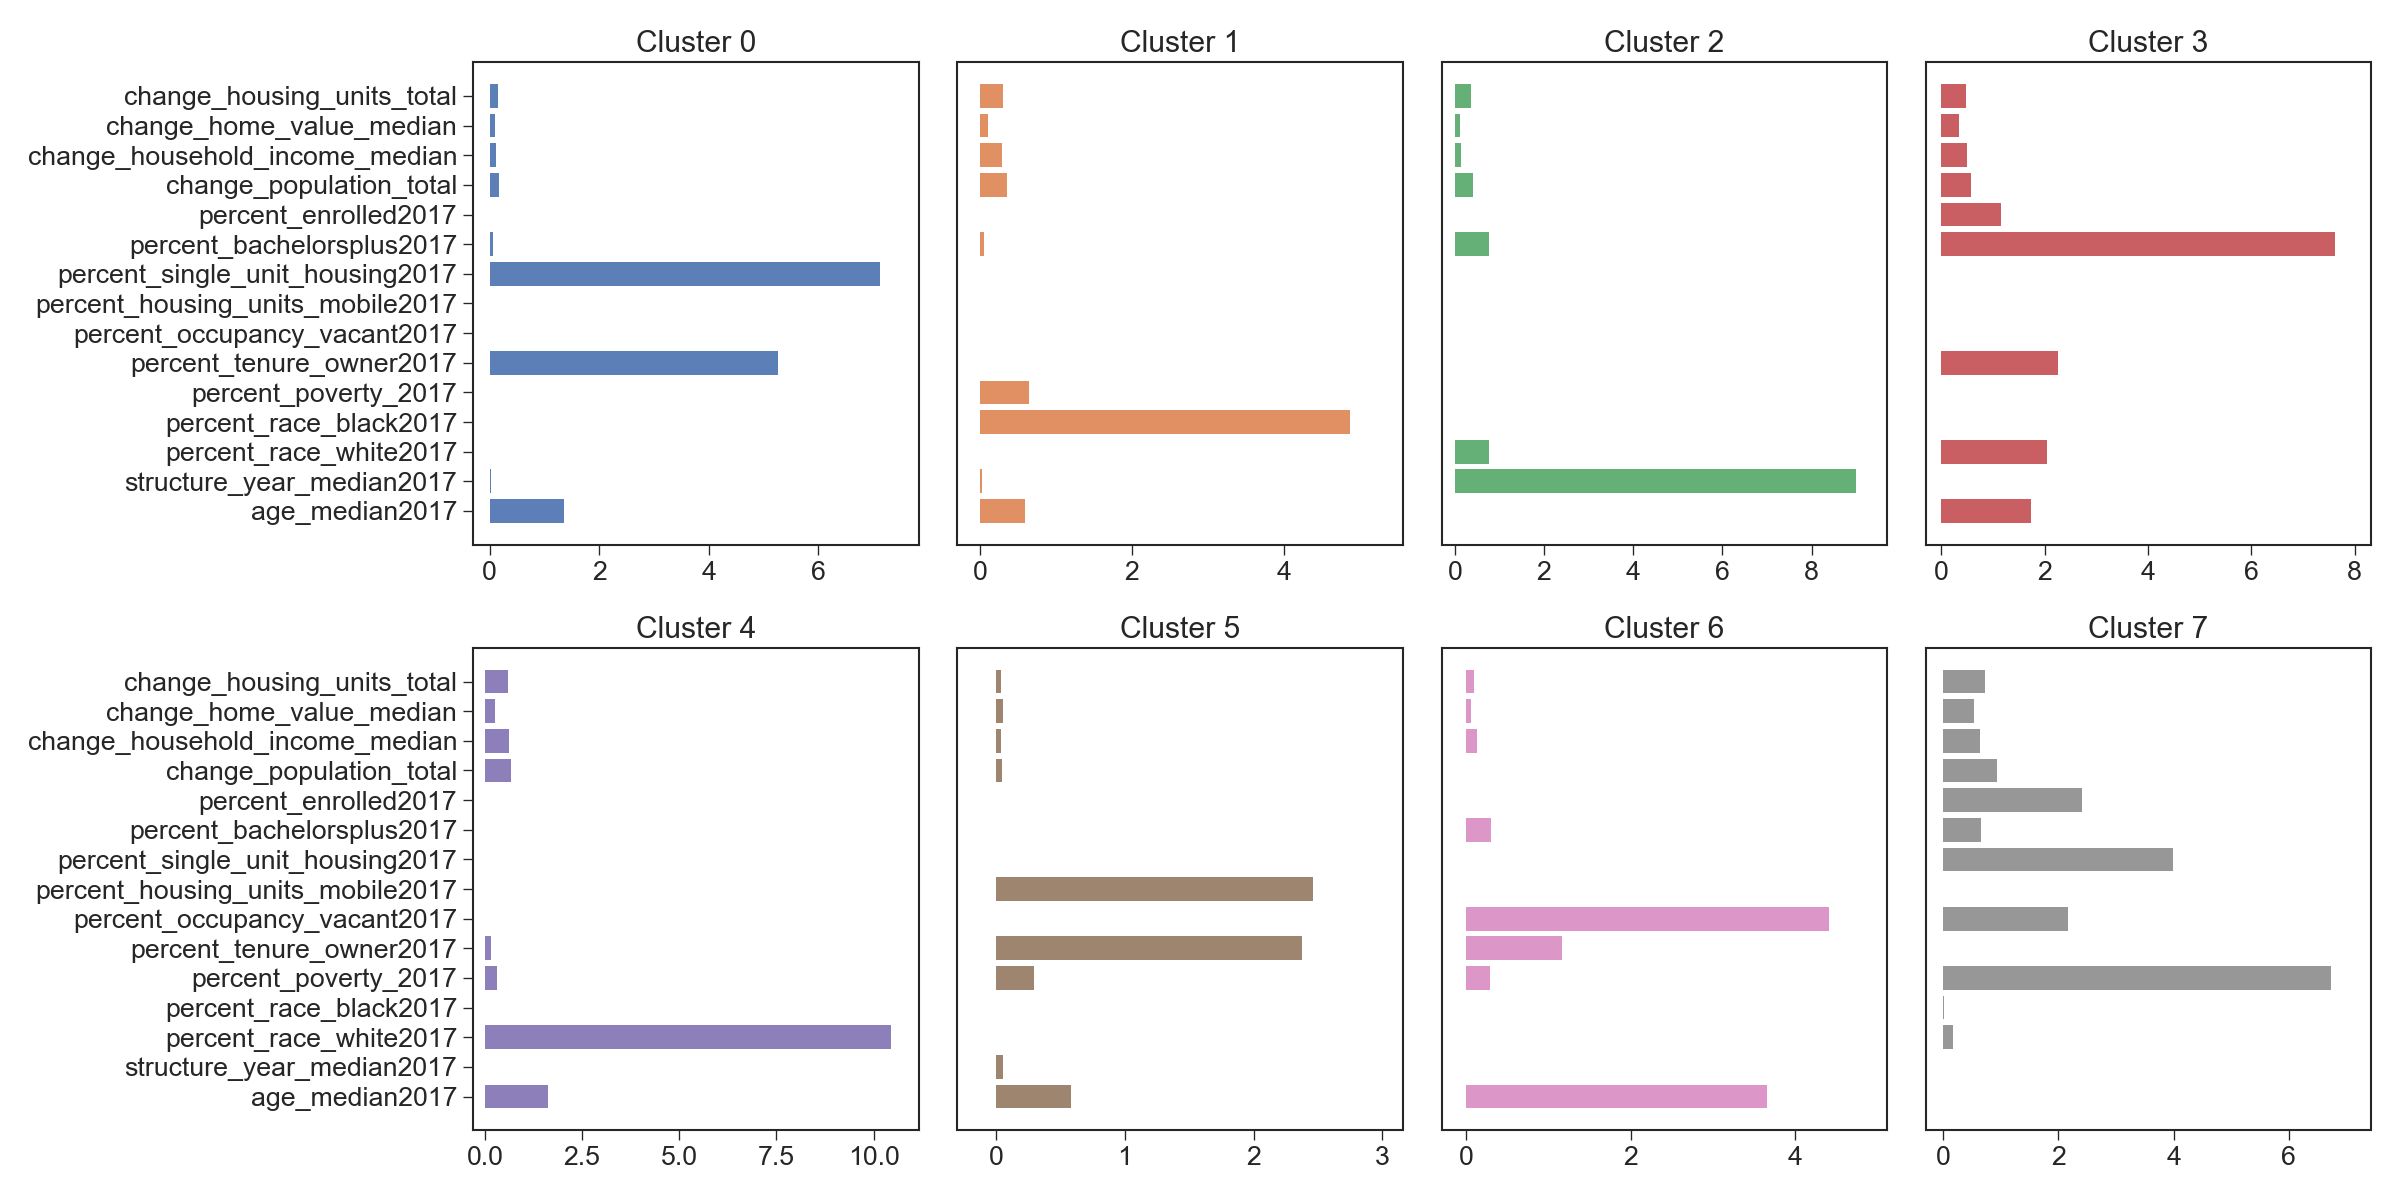 Cluster 0
Cluster 1
Cluster 2
Cluster 3
change_housing_units_total
change_home_value_median
change_household_income_median
change_population_total
percent_enrolled2017
percent_bachelorsplus2017
percent_single_unit_housing2017
percent_housing_units_mobile2017
percent_occupancy_vacant2017
percent_tenure_owner2017
percent_poverty_2017
percent_race_black2017
percent_race_white2017
structure_year_median2017
age_median2017
0 2 4 6
0 2 4
0 2 4 6 8
0 2 4 6 8
Cluster 4
Cluster 5
Cluster 6
Cluster 7
change_housing_units_total
change_home_value_median
change_household_income_median
change_population_total
percent_enrolled2017
percent_bachelorsplus2017
percent_single_unit_housing2017
percent_housing_units_mobile2017
percent_occupancy_vacant2017
percent_tenure_owner2017
percent_poverty_2017
percent_race_black2017
percent_race_white2017
structure_year_median2017
age_median2017
0.0 2.5 5.0 7.5 10.0
0 1 2 3
0 2 4
0 2 4 6